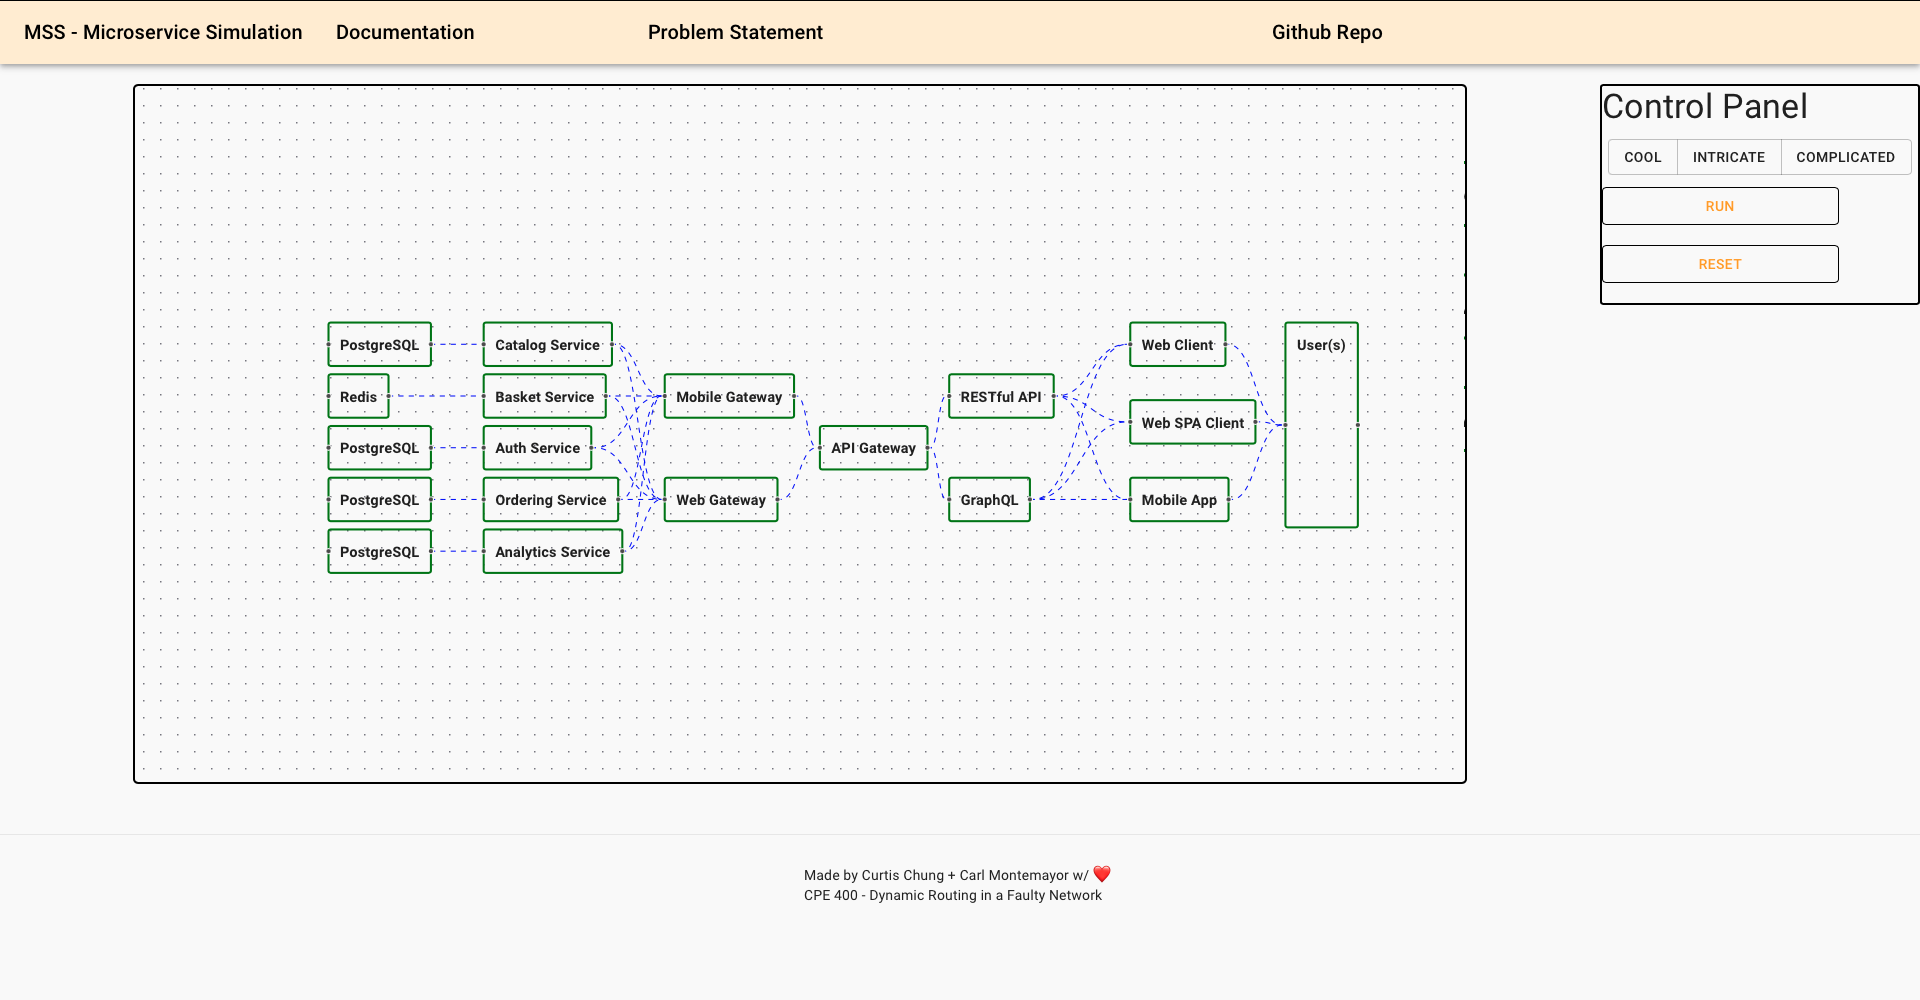 MSS - Microservice Simulation
Documentation
Problem Statement
Github Repo
Control Panel
COOL
INTRICATE
COMPLICATED
RUN
RESET
PostgreSQL
Catalog Service
Web Client
User(s)
Redis
Basket Service
Mobile Gateway
RESTful API
Web SPA Client
PostgreSQL
Auth Service
API Gateway
PostgreSQL
Ordering Service
Web Gateway
GraphQL
Mobile App
PostgreSQL
Analytics Service
Made by Curtis Chung + Carl Montemayor w/ ❤️
CPE 400 - Dynamic Routing in a Faulty Network